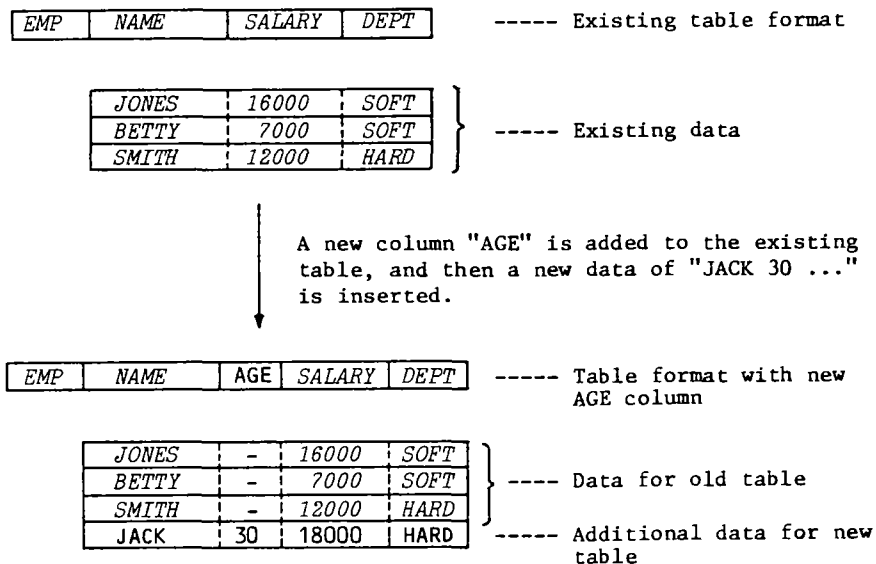 EMP NAME SALARY DEPT ----- Existing table format
JONES 16000 SOFT
BETTY 7000 SOFT ----- Existing data
SMITH 12000 HARD
A new column "AGE" is added to the existing
table, and then a new data of "JACK 30 ..."
is inserted.
EMP NAME AGE SALARY DEPT ----- Table format with new
AGE column
JONES - 16000 SOFT
BETTY - 7000 SOFT ---- Data for old table
SMITH - 12000 HARD
JACK 30 18000 HARD ----- Additional data for new
table